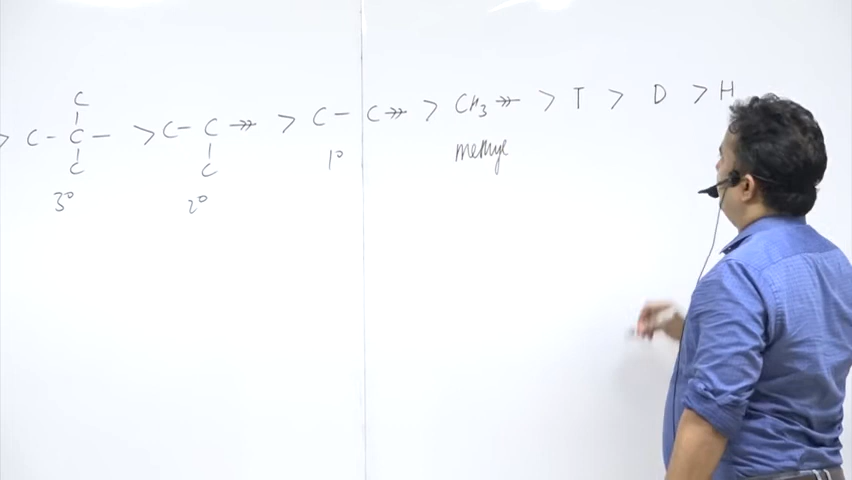 C
> C - C - > C - C ->> > C - C ->> > CH3 ->> > T > D > H
C C 1° methyl
3° 2°